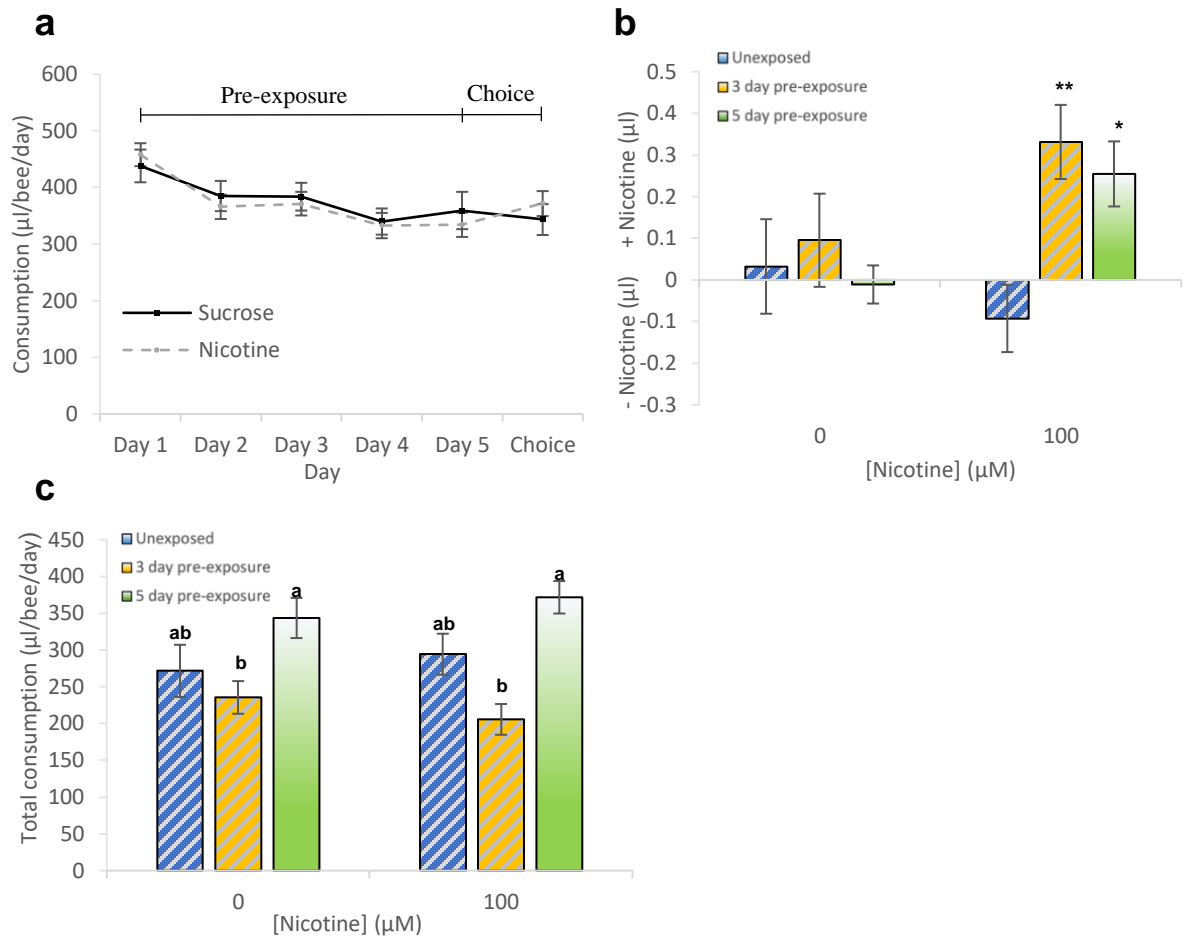 a
600
500
400
300
200
100
0
Consumption (µl/bee/day)
Pre-exposure
Choice
Sucrose
Nicotine
Day 1 Day 2 Day 3 Day 4 Day 5 Choice
Day
b
Unexposed
3 day pre-exposure
5 day pre-exposure
0.5
0.4
0.3
0.2
0.1
0
-0.1
-0.2
-0.3
- Nicotine (µl) + Nicotine (µl)
**
*
0 100
[Nicotine] (µM)
c
450
400
350
300
250
200
150
100
50
0
Total consumption (µl/bee/day)
Unexposed
3 day pre-exposure
5 day pre-exposure
ab b a ab b a
0 100
[Nicotine] (µM)